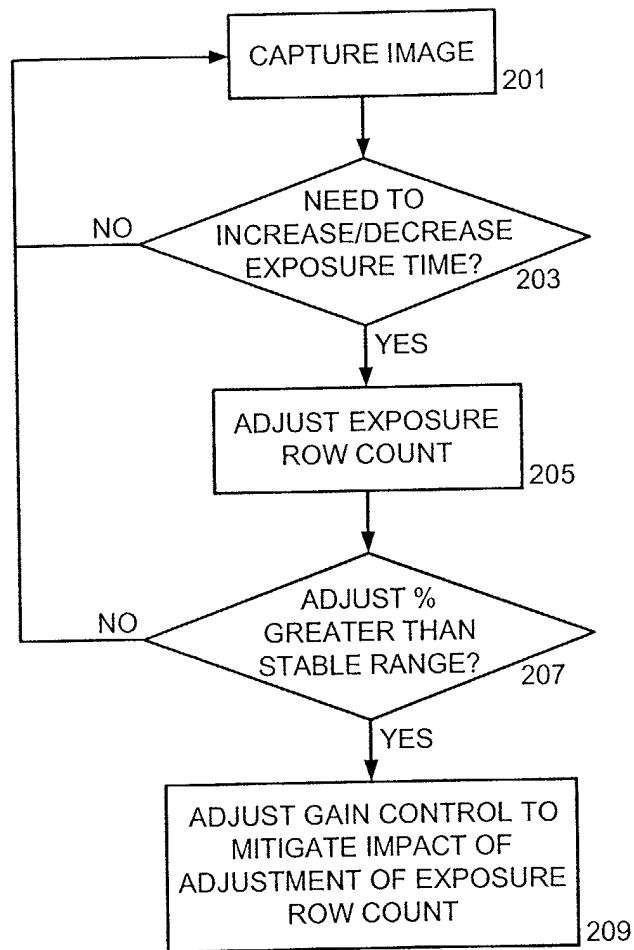 CAPTURE IMAGE
201
NEED TO
INCREASE/DECREASE
EXPOSURE TIME?
203
NO
YES
ADJUST EXPOSURE
ROW COUNT
205
ADJUST %
GREATER THAN
STABLE RANGE?
207
NO
YES
ADJUST GAIN CONTROL TO
MITIGATE IMPACT OF
ADJUSTMENT OF EXPOSURE
ROW COUNT
209